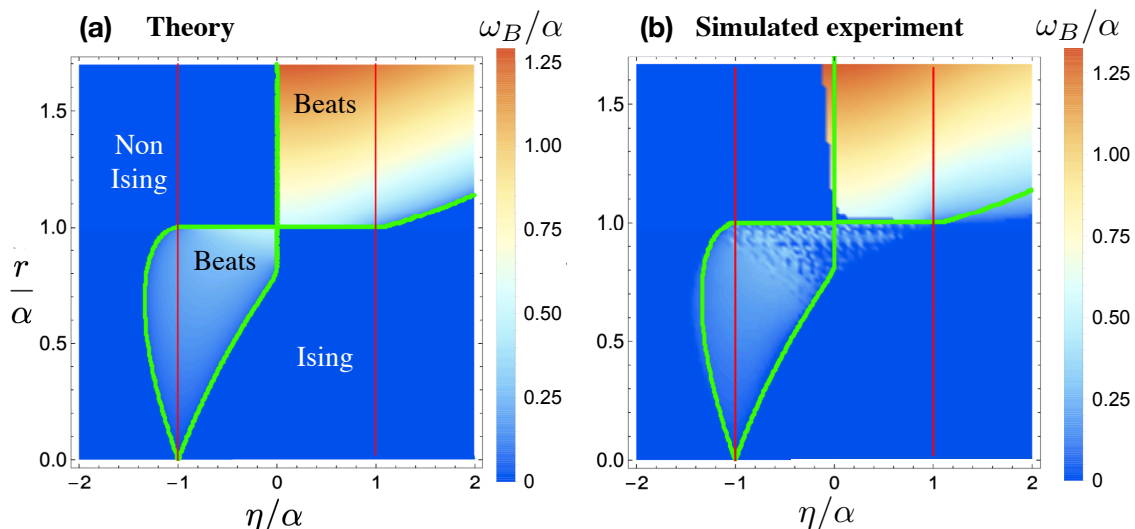 (a) Theory
ω_B/α
1.25
1.00
0.75
0.50
0.25
0
1.5
1.0
0.5
0.0
r/α
Beats
Non
Ising
Beats
Ising
−2 −1 0 1 2
η/α
(b) Simulated experiment
ω_B/α
1.25
1.00
0.75
0.50
0.25
0
1.5
1.0
0.5
0.0
−2 −1 0 1 2
η/α